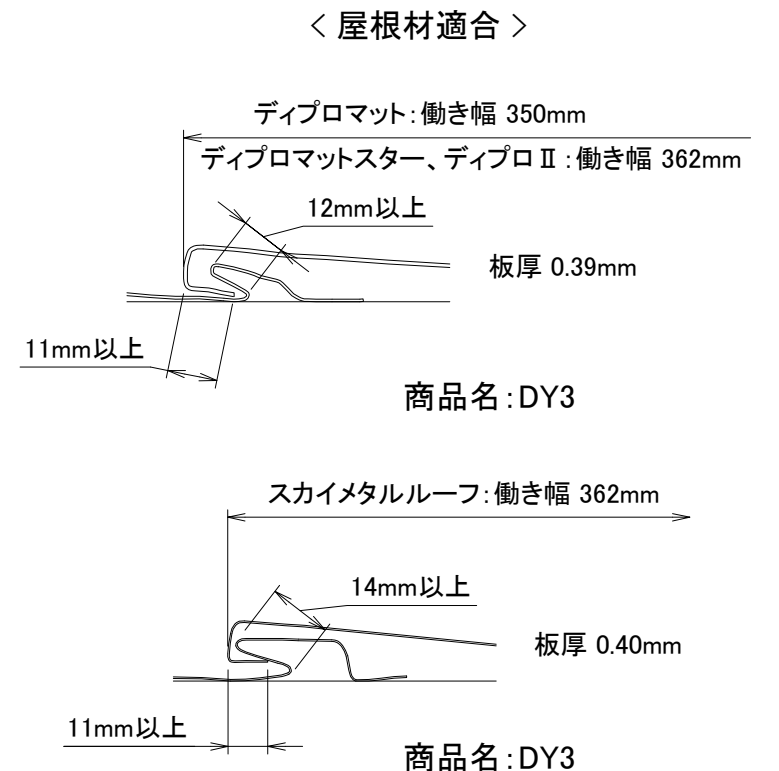 ＜屋根材適合＞
ディプロマット：働き幅 350mm
ディプロマットスター、ディプロⅡ：働き幅 362mm
12mm以上
板厚 0.39mm
11mm以上
商品名：DY3
スカイメタルルーフ：働き幅 362mm
14mm以上
板厚 0.40mm
11mm以上
商品名：DY3